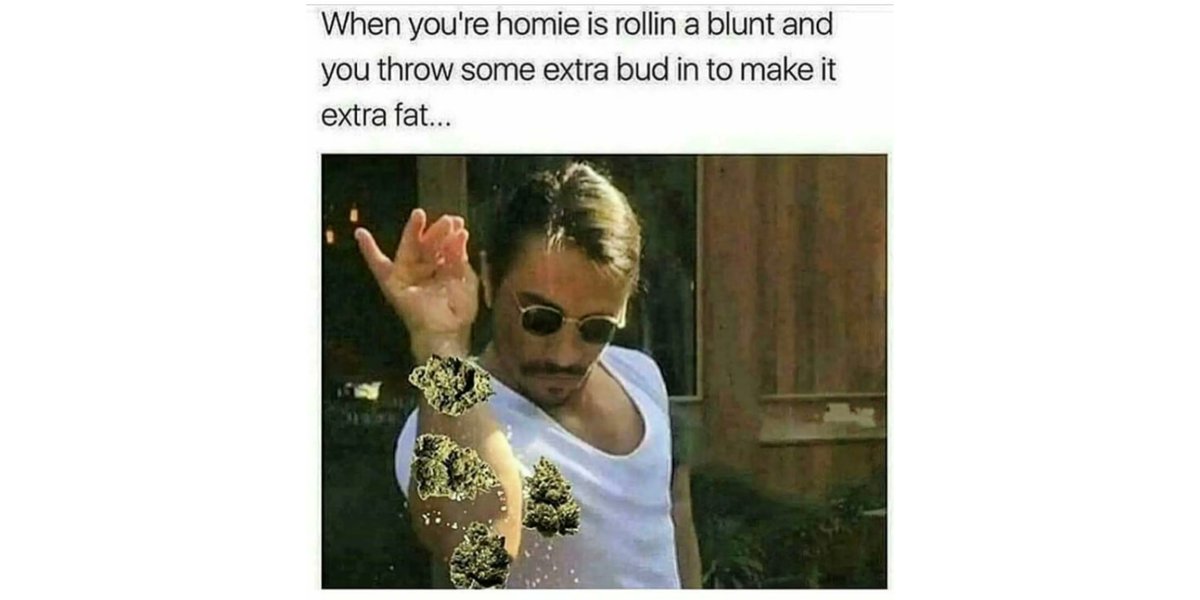 When you're homie is rollin a blunt and
you throw some extra bud in to make it
extra fat...